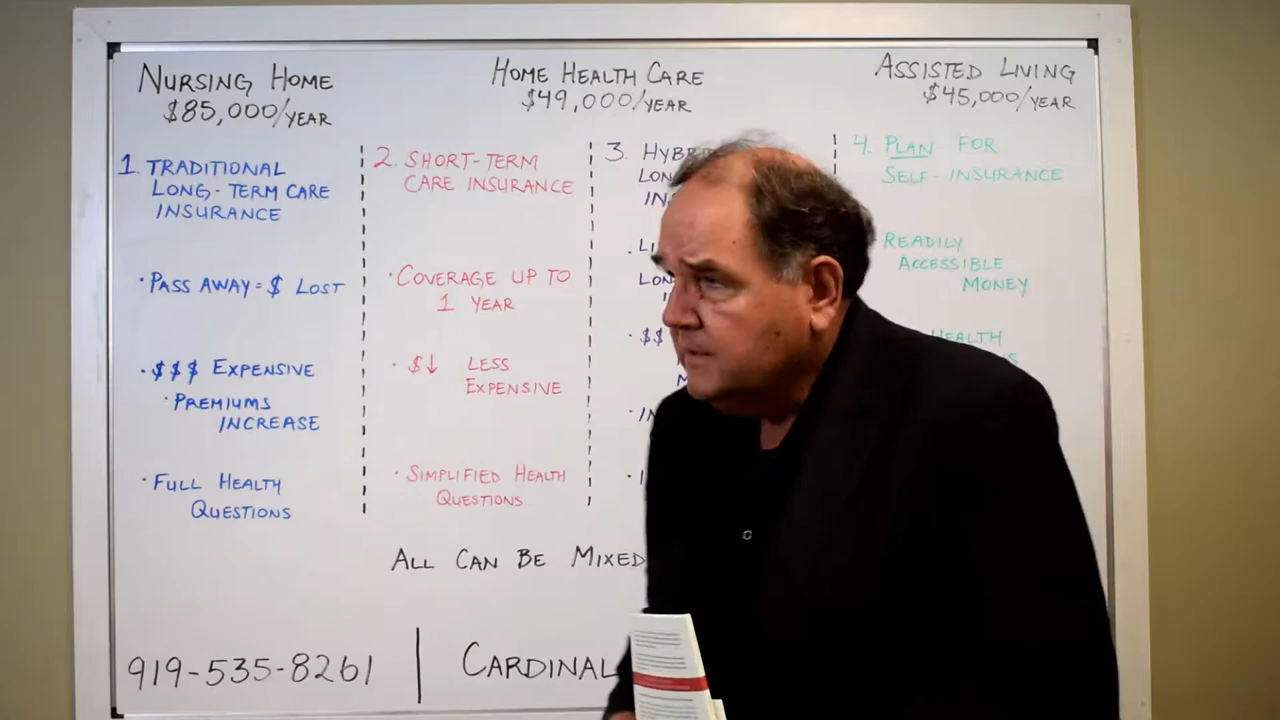 NURSING HOME
$85,000/YEAR
HOME HEALTH CARE
$49,000/YEAR
ASSISTED LIVING
$45,000/YEAR
1. TRADITIONAL
LONG-TERM CARE
INSURANCE
· PASS AWAY = $ LOST
· $$$ EXPENSIVE
· PREMIUMS
INCREASE
· FULL HEALTH
QUESTIONS
2. SHORT-TERM
CARE INSURANCE
· COVERAGE UP TO
1 YEAR
· $↓ LESS
EXPENSIVE
· SIMPLIFIED HEALTH
QUESTIONS
3.
· $$
4. PLAN FOR
SELF-INSURANCE
READILY
ACCESSIBLE
MONEY
HEALTH
ALL CAN BE MIXED
919-535-8261
CARDINAL